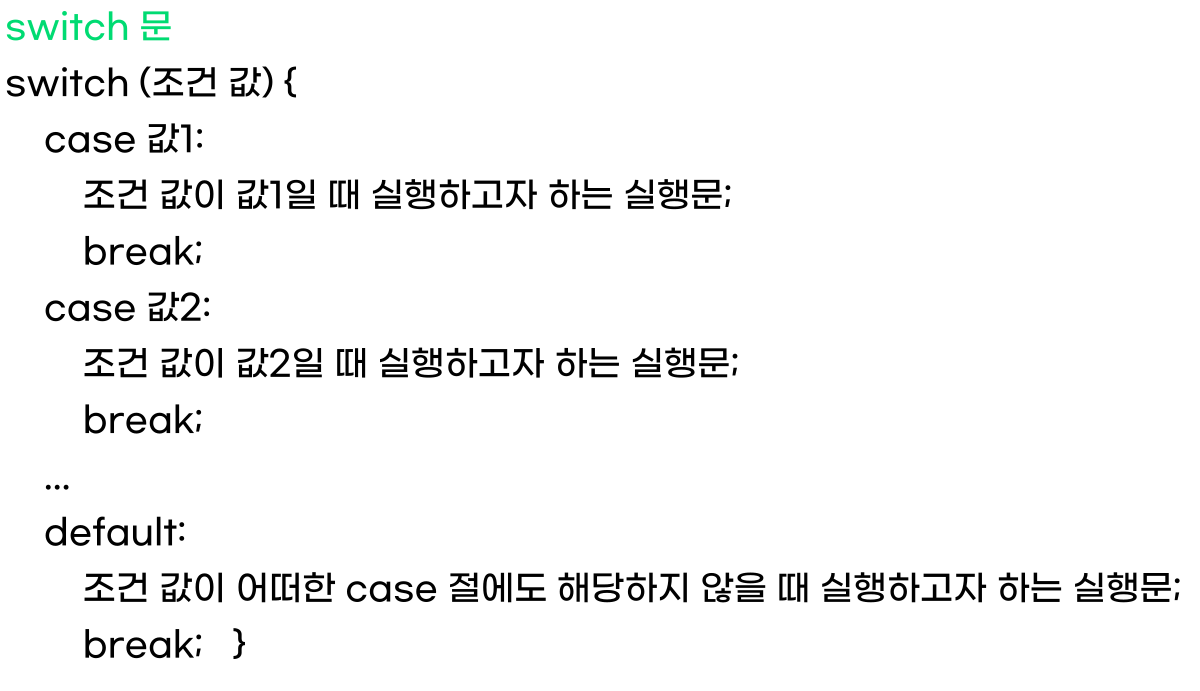 switch 문
switch (조건 값) {
case 값1:
조건 값이 값1일 때 실행하고자 하는 실행문;
break;
case 값2:
조건 값이 값2일 때 실행하고자 하는 실행문;
break;
...
default:
조건 값이 어떠한 case 절에도 해당하지 않을 때 실행하고자 하는 실행문;
break; }